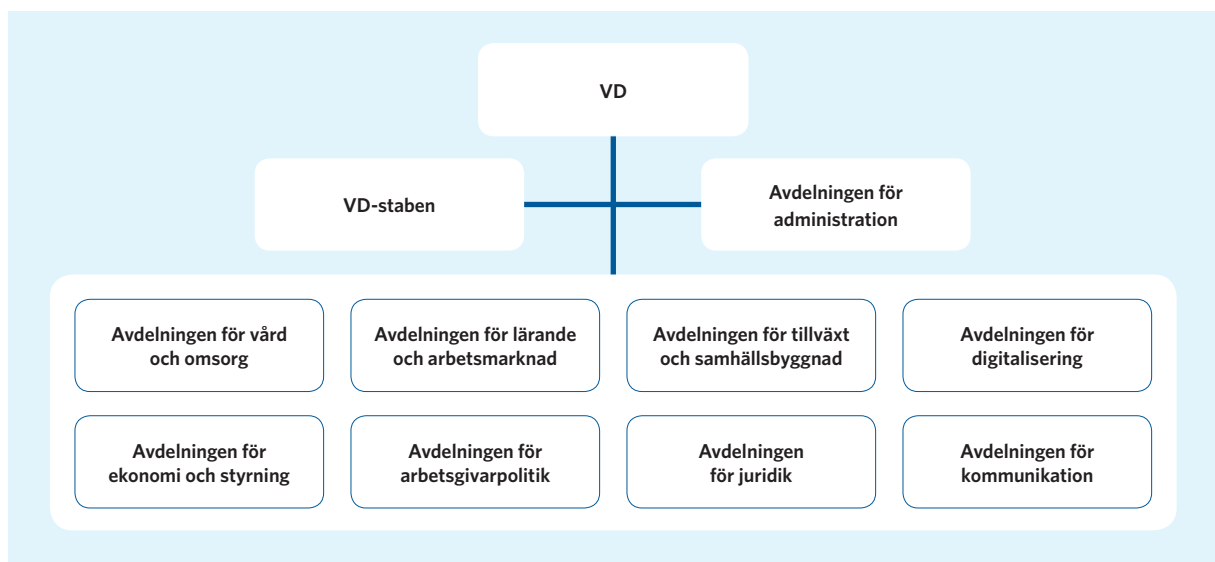 VD
VD-staben
Avdelningen för
administration
Avdelningen för vård
och omsorg
Avdelningen för lärande
och arbetsmarknad
Avdelningen för tillväxt
och samhällsbyggnad
Avdelningen för
digitalisering
Avdelningen för
ekonomi och styrning
Avdelningen för
arbetsgivarpolitik
Avdelningen
för juridik
Avdelningen för
kommunikation